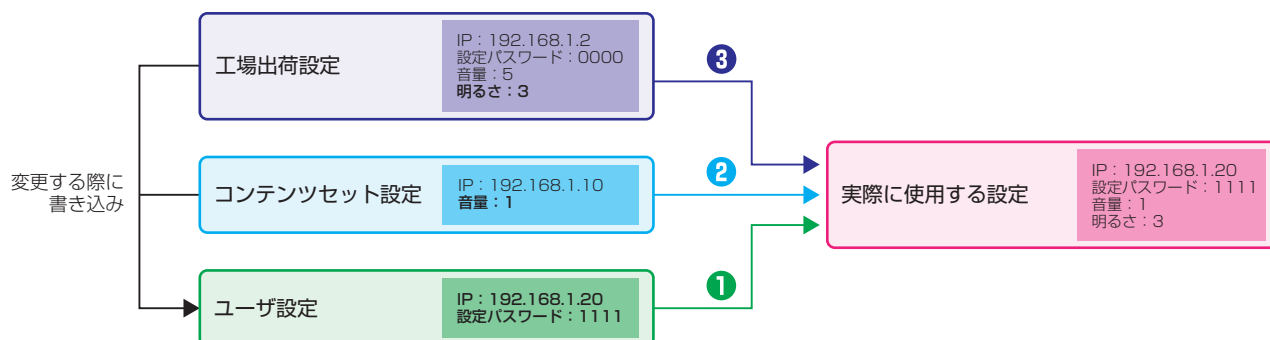 工場出荷設定
IP：192.168.1.2
設定パスワード：0000
音量：5
明るさ：3
❸
変更する際に
書き込み
コンテンツセット設定
IP：192.168.1.10
音量：1
❷
実際に使用する設定
IP：192.168.1.20
設定パスワード：1111
音量：1
明るさ：3
ユーザ設定
IP：192.168.1.20
設定パスワード：1111
❶